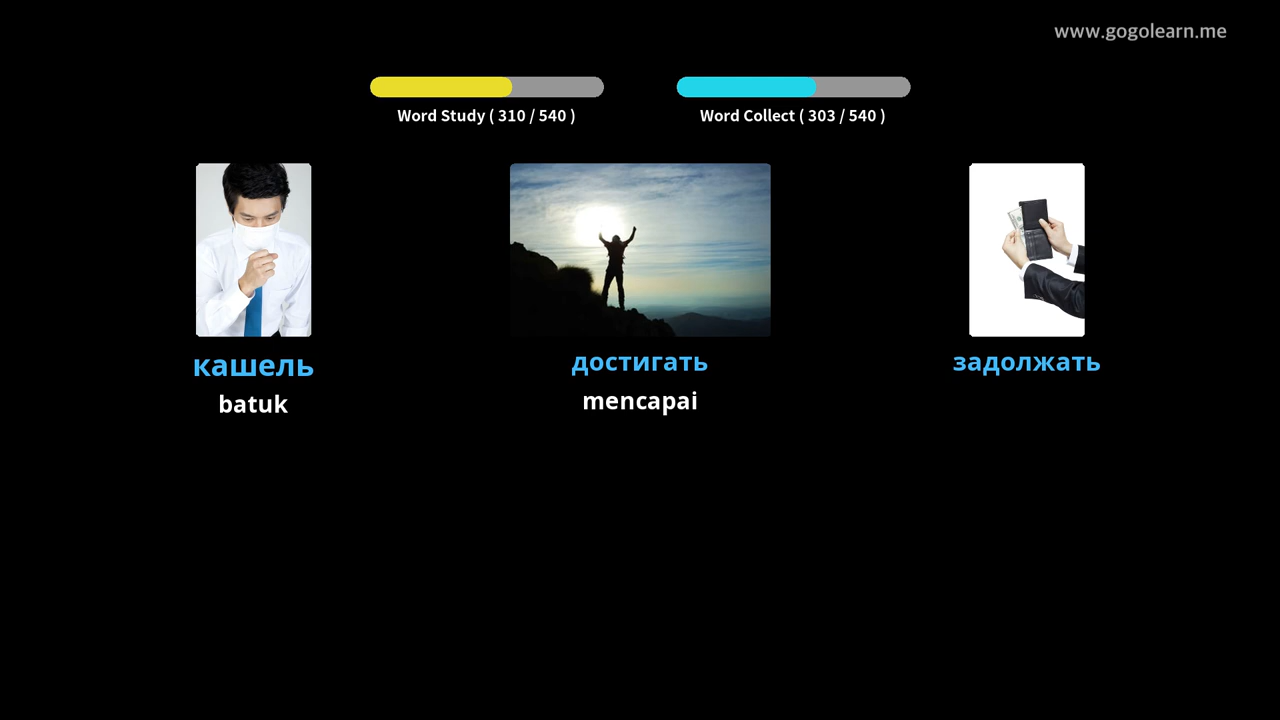 www.gogolearn.me
Word Study ( 310 / 540 )
Word Collect ( 303 / 540 )
кашель
batuk
достигать
mencapai
задолжать